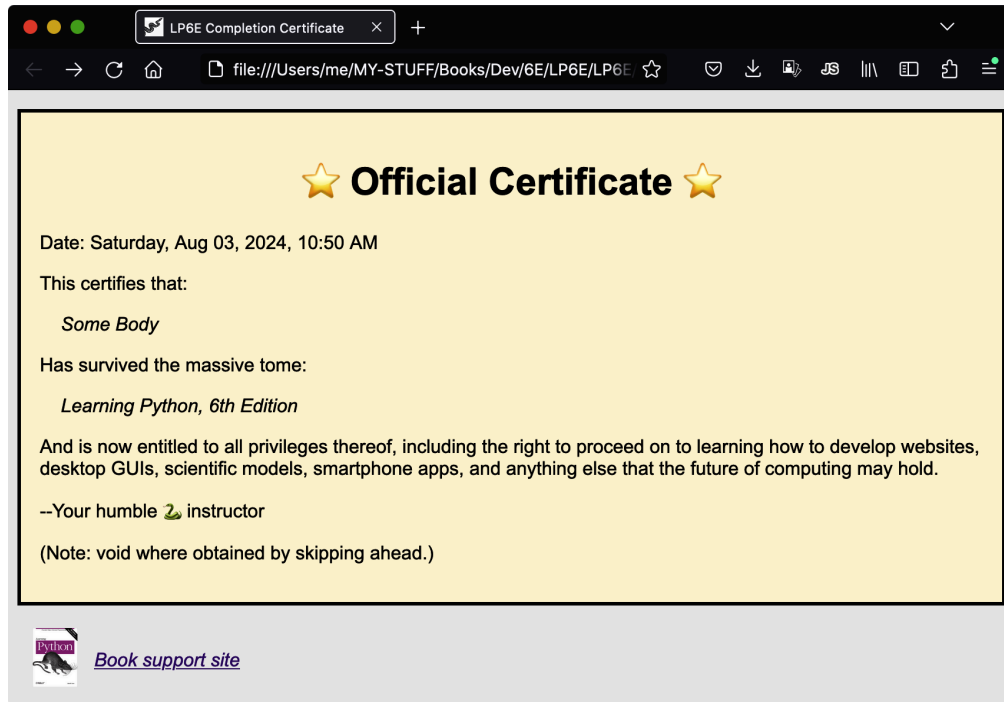 LP6E Completion Certificate
file:///Users/me/MY-STUFF/Books/Dev/6E/LP6E/LP6E/
JS
⭐ Official Certificate ⭐
Date: Saturday, Aug 03, 2024, 10:50 AM
This certifies that:
Some Body
Has survived the massive tome:
Learning Python, 6th Edition
And is now entitled to all privileges thereof, including the right to proceed on to learning how to develop websites,
desktop GUIs, scientific models, smartphone apps, and anything else that the future of computing may hold.
--Your humble 🐍 instructor
(Note: void where obtained by skipping ahead.)
Python
Book support site